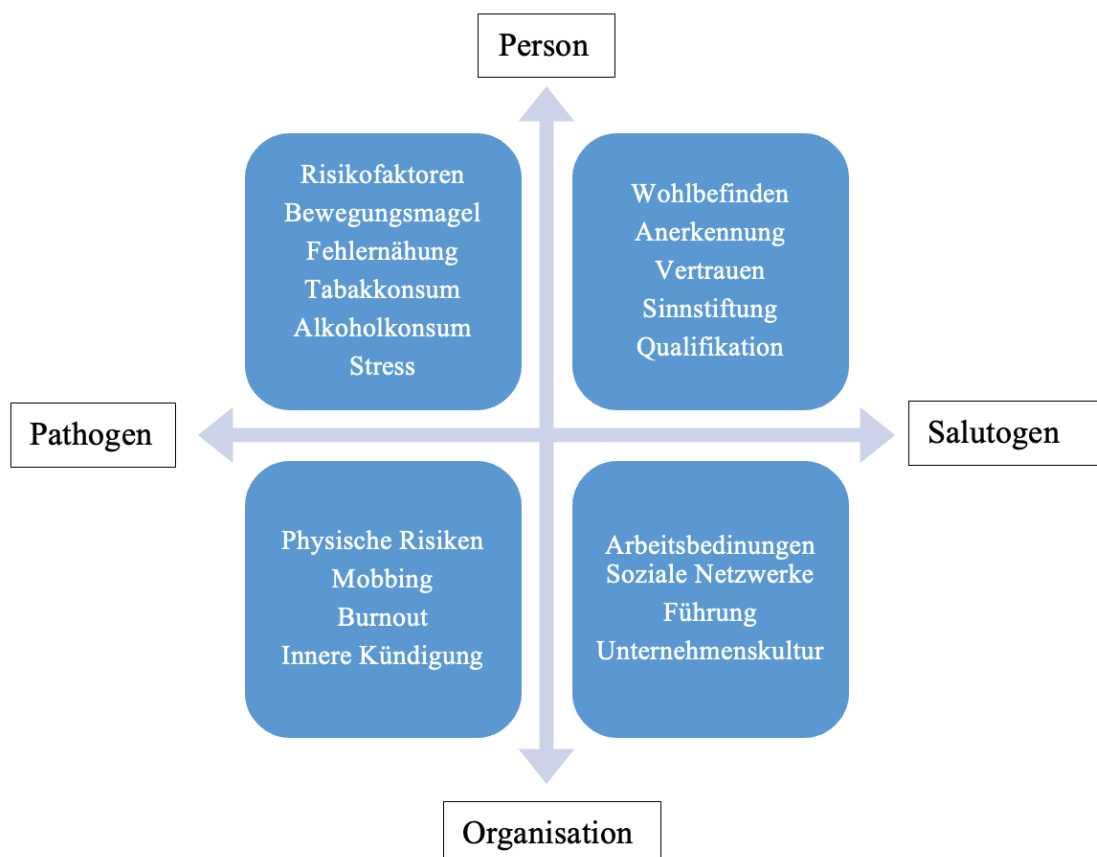 Person
Risikofaktoren
Bewegungsmagel
Fehlernähung
Tabakkonsum
Alkoholkonsum
Stress
Wohlbefinden
Anerkennung
Vertrauen
Sinnstiftung
Qualifikation
Pathogen
Salutogen
Physische Risiken
Mobbing
Burnout
Innere Kündigung
Arbeitsbedinungen
Soziale Netzwerke
Führung
Unternehmenskultur
Organisation